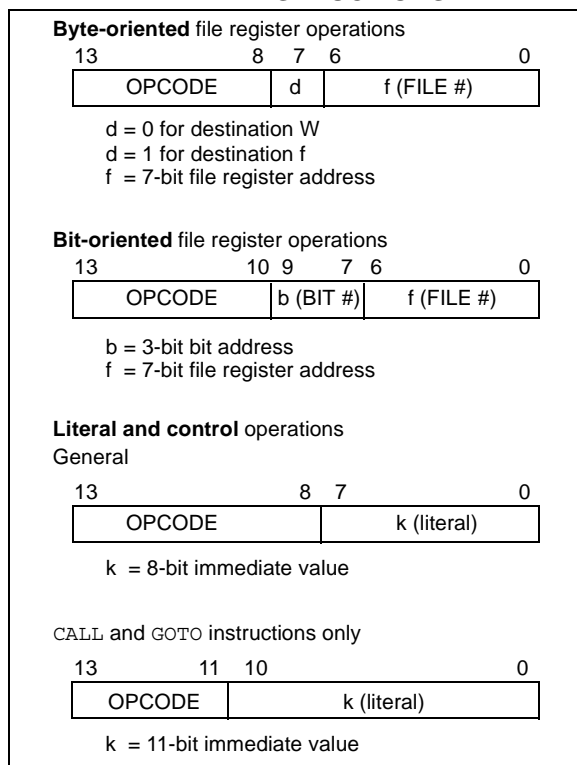 Byte-oriented file register operations
13 8 7 6 0
OPCODE d f (FILE #)
d = 0 for destination W
d = 1 for destination f
f = 7-bit file register address
Bit-oriented file register operations
13 10 9 7 6 0
OPCODE b (BIT #) f (FILE #)
b = 3-bit bit address
f = 7-bit file register address
Literal and control operations
General
13 8 7 0
OPCODE k (literal)
k = 8-bit immediate value
CALL and GOTO instructions only
13 11 10 0
OPCODE k (literal)
k = 11-bit immediate value